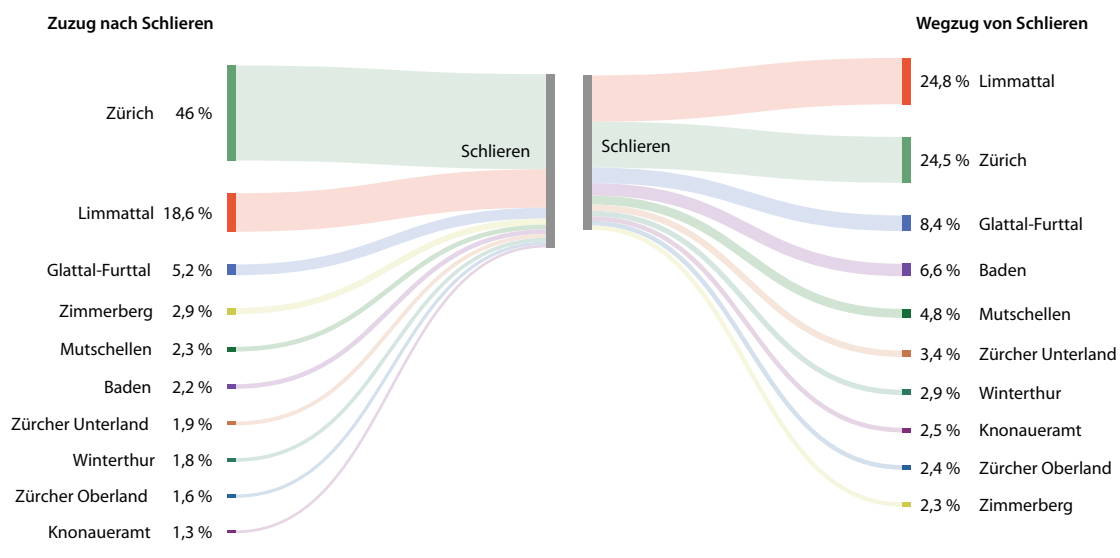 Zuzug nach Schlieren
Zürich 46 %
Limmattal 18,6 %
Glattal-Furttal 5,2 %
Zimmerberg 2,9 %
Mutschellen 2,3 %
Baden 2,2 %
Zürcher Unterland 1,9 %
Winterthur 1,8 %
Zürcher Oberland 1,6 %
Knonaueramt 1,3 %
Schlieren
Wegzug von Schlieren
Schlieren
24,8 % Limmattal
24,5 % Zürich
8,4 % Glattal-Furttal
6,6 % Baden
4,8 % Mutschellen
3,4 % Zürcher Unterland
2,9 % Winterthur
2,5 % Knonaueramt
2,4 % Zürcher Oberland
2,3 % Zimmerberg